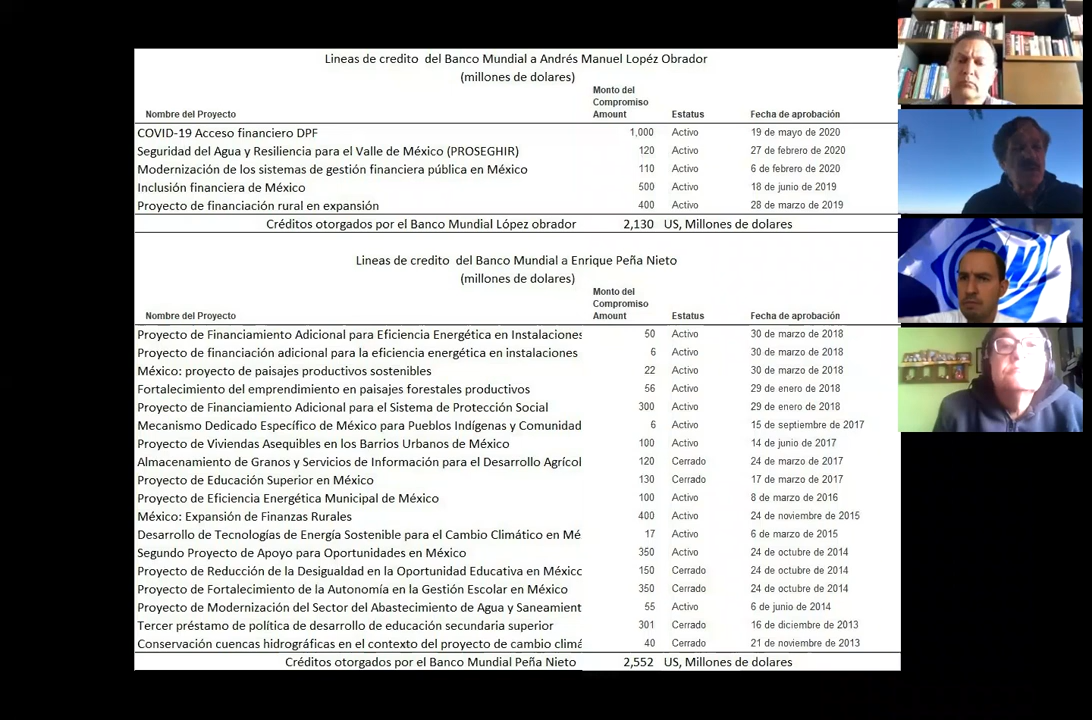 Lineas de credito del Banco Mundial a Andrés Manuel Lopéz Obrador
(millones de dolares)
Monto del
Compromiso
Nombre del Proyecto Amount Estatus Fecha de aprobación
COVID-19 Acceso financiero DPF 1,000 Activo 19 de mayo de 2020
Seguridad del Agua y Resiliencia para el Valle de México (PROSEGHIR) 120 Activo 27 de febrero de 2020
Modernización de los sistemas de gestión financiera pública en México 110 Activo 6 de febrero de 2020
Inclusión financiera de México 500 Activo 18 de junio de 2019
Proyecto de financiación rural en expansión 400 Activo 28 de marzo de 2019
Créditos otorgados por el Banco Mundial López obrador 2,130 US, Millones de dolares
Lineas de credito del Banco Mundial a Enrique Peña Nieto
(millones de dolares)
Monto del
Compromiso
Nombre del Proyecto Amount Estatus Fecha de aprobación
Proyecto de Financiamiento Adicional para Eficiencia Energética en Instalaciones 50 Activo 30 de marzo de 2018
Proyecto de financiación adicional para la eficiencia energética en instalaciones 6 Activo 30 de marzo de 2018
México: proyecto de paisajes productivos sostenibles 22 Activo 30 de marzo de 2018
Fortalecimiento del emprendimiento en paisajes forestales productivos 56 Activo 29 de enero de 2018
Proyecto de Financiamiento Adicional para el Sistema de Protección Social 300 Activo 29 de enero de 2018
Mecanismo Dedicado Específico de México para Pueblos Indígenas y Comunidad 6 Activo 15 de septiembre de 2017
Proyecto de Viviendas Asequibles en los Barrios Urbanos de México 100 Activo 14 de junio de 2017
Almacenamiento de Granos y Servicios de Información para el Desarrollo Agrícol 120 Cerrado 24 de marzo de 2017
Proyecto de Educación Superior en México 130 Cerrado 17 de marzo de 2017
Proyecto de Eficiencia Energética Municipal de México 100 Activo 8 de marzo de 2016
México: Expansión de Finanzas Rurales 400 Activo 24 de noviembre de 2015
Desarrollo de Tecnologías de Energía Sostenible para el Cambio Climático en Mé 17 Activo 6 de marzo de 2015
Segundo Proyecto de Apoyo para Oportunidades en México 350 Activo 24 de octubre de 2014
Proyecto de Reducción de la Desigualdad en la Oportunidad Educativa en México 150 Cerrado 24 de octubre de 2014
Proyecto de Fortalecimiento de la Autonomía en la Gestión Escolar en México 350 Cerrado 24 de octubre de 2014
Proyecto de Modernización del Sector del Abastecimiento de Agua y Saneamient 55 Activo 6 de junio de 2014
Tercer préstamo de política de desarrollo de educación secundaria superior 301 Cerrado 16 de diciembre de 2013
Conservación cuencas hidrográficas en el contexto del proyecto de cambio climá 40 Cerrado 21 de noviembre de 2013
Créditos otorgados por el Banco Mundial Peña Nieto 2,552 US, Millones de dolares